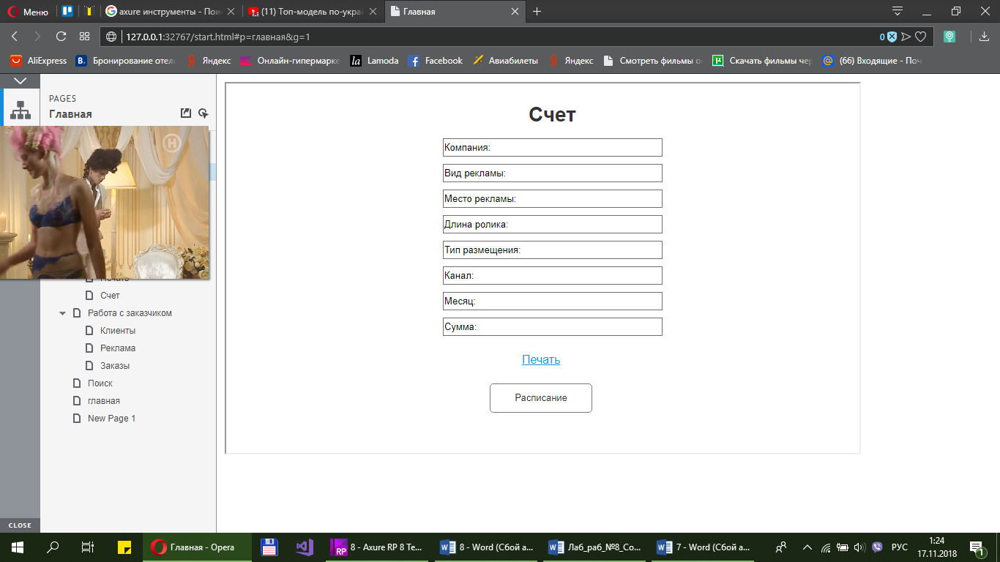 Меню
axure инструменты - Пои
(11) Топ-модель по-укра
Главная
127.0.0.1:32767/start.html#p=главная&g=1
0
AliExpress
B. Бронирование отеле
Яндекс
Онлайн-гипермарке
la Lamoda
Facebook
Авиабилеты
Яндекс
Смотреть фильмы о
Скачать фильмы чер
(66) Входящие - Поч
PAGES
Главная
Н
Печать
Счет
Работа с заказчиком
Клиенты
Реклама
Заказы
Поиск
главная
New Page 1
CLOSE
Счет
Компания:
Вид рекламы:
Место рекламы:
Длина ролика:
Тип размещения:
Канал:
Месяц:
Сумма:
Печать
Расписание
Главная - Opera
RP 8 - Axure RP 8 Te...
8 - Word (Сбой а...
Лаб_раб_№8_Со...
7 - Word (Сбой а...
РУС
1:24
17.11.2018
1